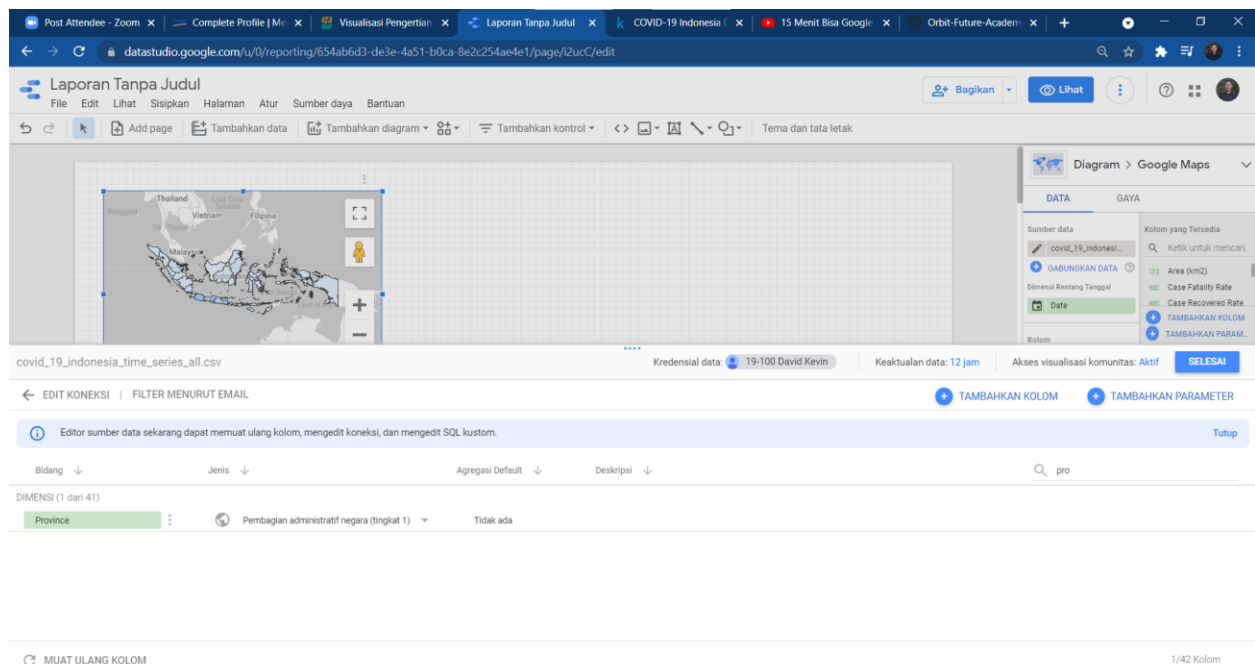 Post Attendee - Zoom
Complete Profile | Me
Visualisasi Pengertian
Laporan Tanpa Judul
COVID-19 Indonesia
15 Menit Bisa Google
Orbit-Future-Academ
datastudio.google.com/u/0/reporting/654ab6d3-de3e-4a51-b0ca-8e2c254ae4e1/page/i2ucC/edit
Laporan Tanpa Judul
File Edit Lihat Sisipkan Halaman Atur Sumber daya Bantuan
Bagikan
Lihat
Add page Tambahkan data Tambahkan diagram Tambahkan kontrol Tema dan tata letak
Thailand
Vietnam
Filipina
Malaysia
Diagram > Google Maps
DATA GAYA
Sumber data
covid_19_indonesi...
GABUNGKAN DATA
Dimensi Rentang Tanggal
Date
Kolom
Kolom yang Tersedia
Ketik untuk mencari
123 Area (km2)
Case Fatality Rate
Case Recovered Rate
TAMBAHKAN KOLOM
TAMBAHKAN PARAM...
covid_19_indonesia_time_series_all.csv
Kredensial data: 19-100 David Kevin
Keaktualan data: 12 jam
Akses visualisasi komunitas: Aktif
SELESAI
EDIT KONEKSI | FILTER MENURUT EMAIL
TAMBAHKAN KOLOM
TAMBAHKAN PARAMETER
Editor sumber data sekarang dapat memuat ulang kolom, mengedit koneksi, dan mengedit SQL kustom.
Tutup
Bidang Jenis Agregasi Default Deskripsi
pro
DIMENSI (1 dari 41)
Province Pembagian administratif negara (tingkat 1) Tidak ada
MUAT ULANG KOLOM
1/42 Kolom